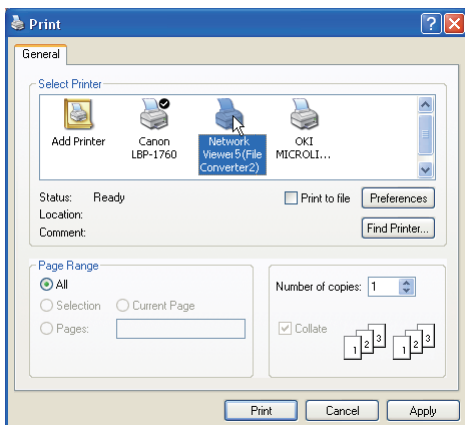 Print
General
Select Printer
Add Printer
Canon
LBP-1760
Network
Viewer5(File
Converter2)
OKI
MICROLI...
Status: Ready
Location:
Comment:
Print to file
Preferences
Find Printer...
Page Range
All
Selection
Current Page
Pages:
Number of copies: 1
Collate
1 2 3 1 2 3
Print
Cancel
Apply